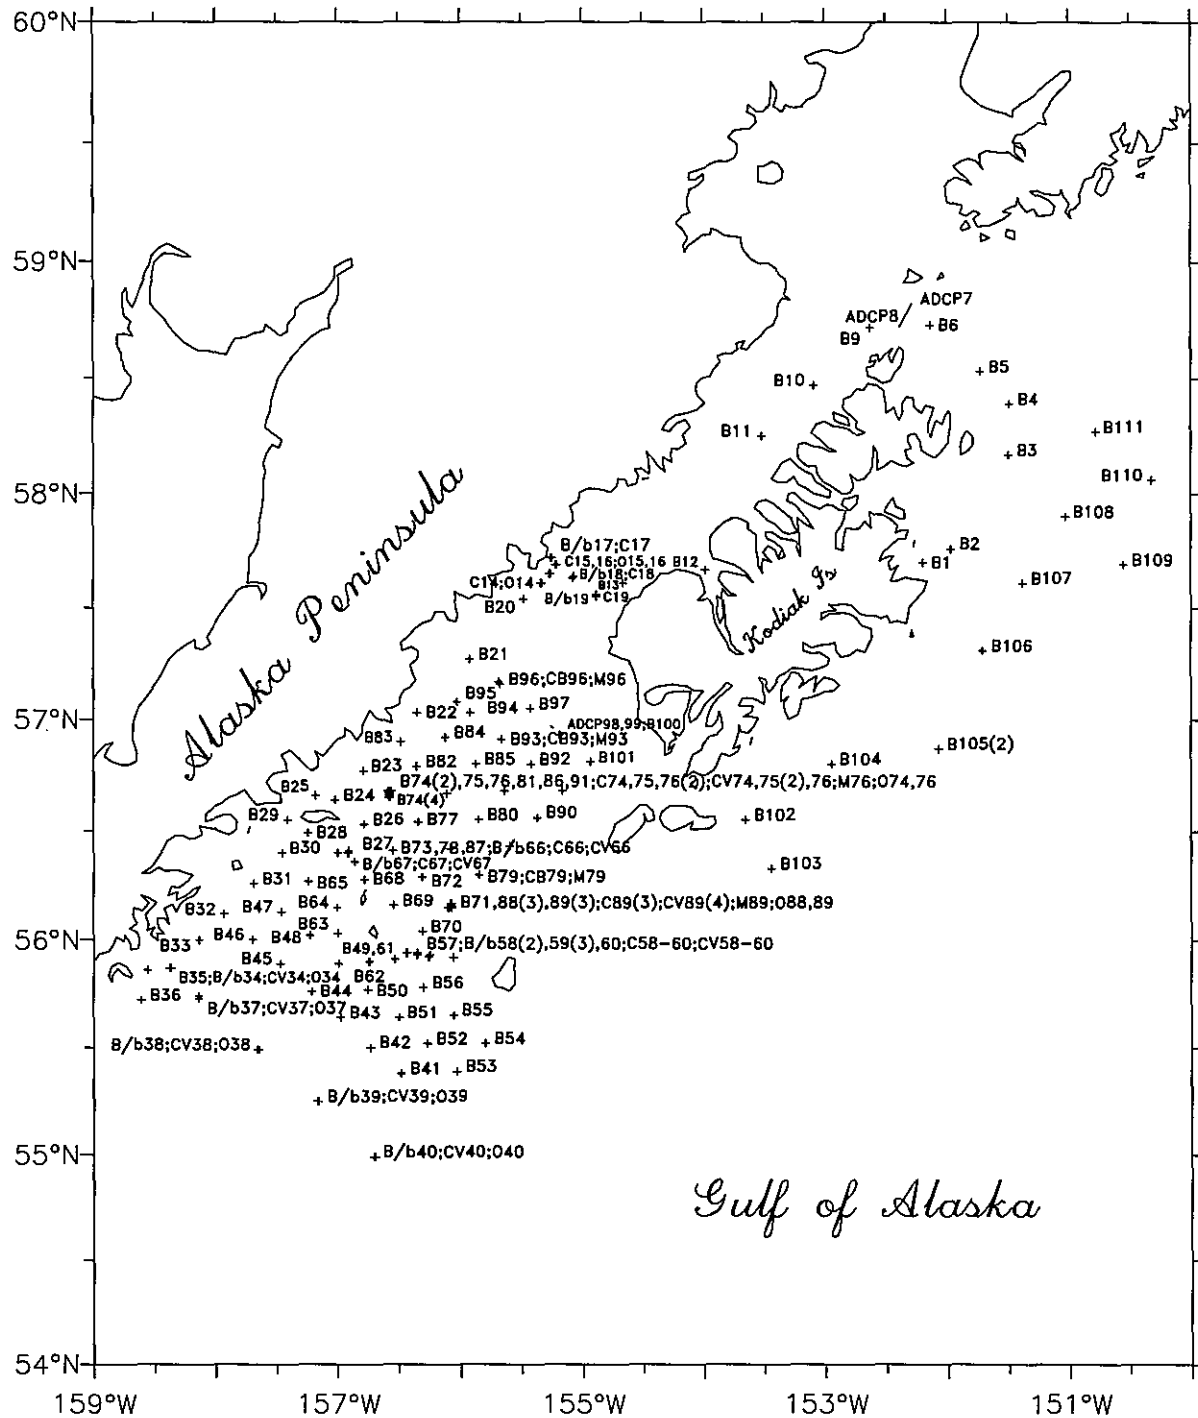 60°N
59°N
ADCP7
ADCP8
B6
B9
B5
B10
B4
B11
B111
B3
58°N
B110
Alaska Peninsula
B108
B/b17;C17
B2
C15,16;O15,16
B12
B1
B109
B/b18;C18
C14;O14
B13
B107
B/b19
C19
B20
Kodiak Is
B106
B21
B96;CB96;M96
B95
B94
B97
B22
57°N
ADCP98,99;B100
B84
B83
B93;CB93;M93
B105(2)
B82
B85
B92
B101
B104
B23
B74(2),75,76,81,86,91;C74,75,76(2);CV74,75(2),76;M76;O74,76
B25
B24
B74(4)
B29
B26
B77
B80
B90
B102
B28
B30
B27
B73,78,87;B/b66;C66;CV66
B/b67;C67;CV67
B103
B31
B65
B68
B72
B79;CB79;M79
B32
B47
B64
B69
B71,88(3),89(3);C89(3);CV89(4);M89;O88,89
B63
B70
B33
B46
B48
56°N
B49,61
B57;B/b58(2),59(3),60;C58-60;CV58-60
B45
B35;B/b34;CV34;O34
B62
B36
B44
B50
B56
B/b37;CV37;O37
B43
B51
B55
B/b38;CV38;O38
B42
B52
B54
B41
B53
B/b39;CV39;O39
55°N
B/b40;CV40;O40
Gulf of Alaska
54°N
159°W
157°W
155°W
153°W
151°W